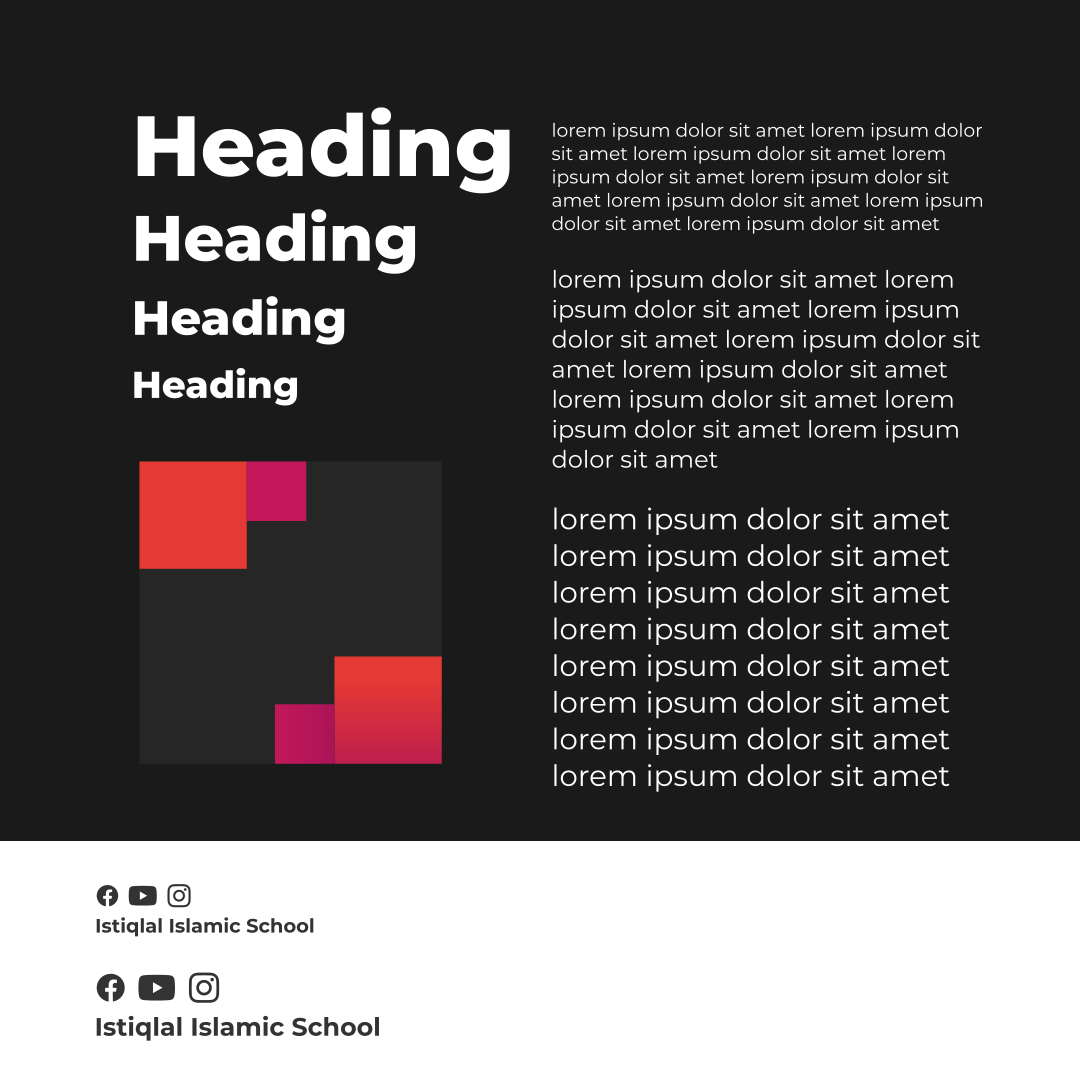 Heading
Heading
Heading
Heading
lorem ipsum dolor sit amet lorem ipsum dolor
sit amet lorem ipsum dolor sit amet lorem
ipsum dolor sit amet lorem ipsum dolor sit
amet lorem ipsum dolor sit amet lorem ipsum
dolor sit amet lorem ipsum dolor sit amet
lorem ipsum dolor sit amet lorem
ipsum dolor sit amet lorem ipsum
dolor sit amet lorem ipsum dolor sit
amet lorem ipsum dolor sit amet
lorem ipsum dolor sit amet lorem
ipsum dolor sit amet lorem ipsum
dolor sit amet
lorem ipsum dolor sit amet
lorem ipsum dolor sit amet
lorem ipsum dolor sit amet
lorem ipsum dolor sit amet
lorem ipsum dolor sit amet
lorem ipsum dolor sit amet
lorem ipsum dolor sit amet
lorem ipsum dolor sit amet
Istiqlal Islamic School
Istiqlal Islamic School